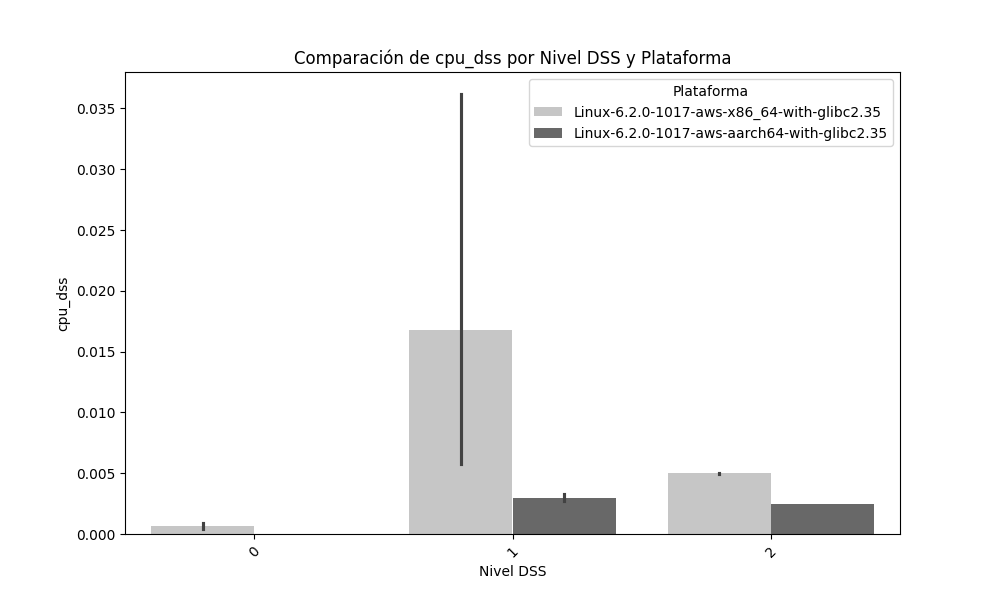 Comparación de cpu_dss por Nivel DSS y Plataforma
Plataforma
Linux-6.2.0-1017-aws-x86_64-with-glibc2.35
Linux-6.2.0-1017-aws-aarch64-with-glibc2.35
cpu_dss
0.035
0.030
0.025
0.020
0.015
0.010
0.005
0.000
0
1
2
Nivel DSS